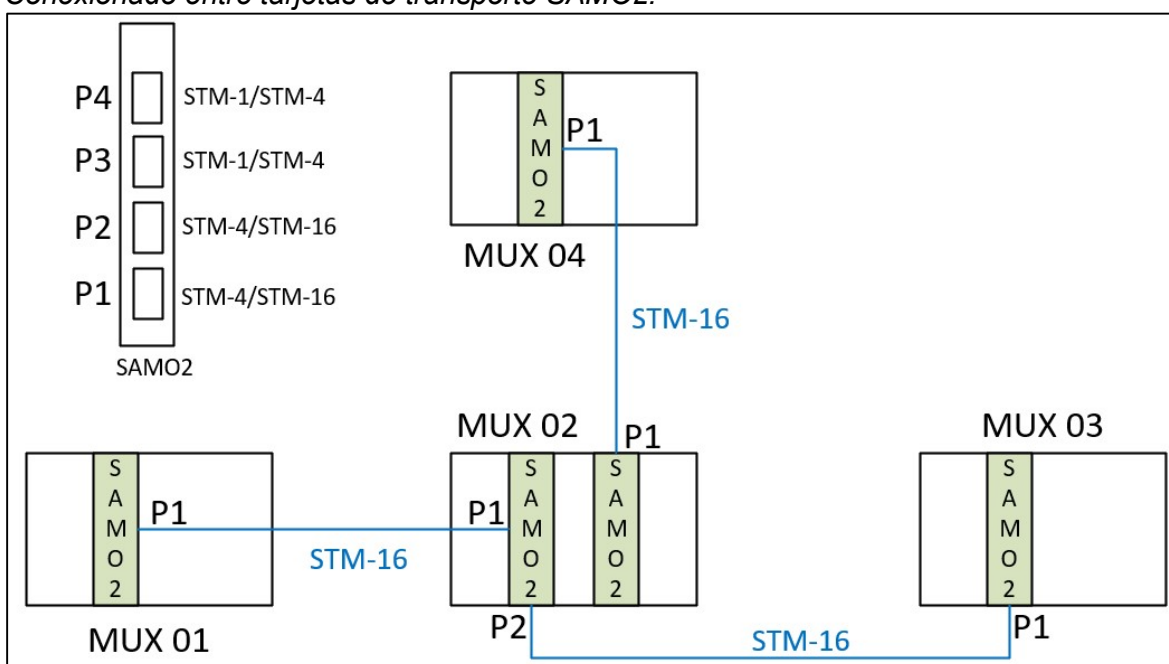 Conexionado entre tarjetas de transporte SAMO2.
P4 STM-1/STM-4
P3 STM-1/STM-4
P2 STM-4/STM-16
P1 STM-4/STM-16
SAMO2
SAMO2
P1
MUX 04
STM-16
MUX 02
P1
MUX 03
SAMO2
P1
STM-16
P1
SAMO2
SAMO2
SAMO2
MUX 01
P2
STM-16
P1